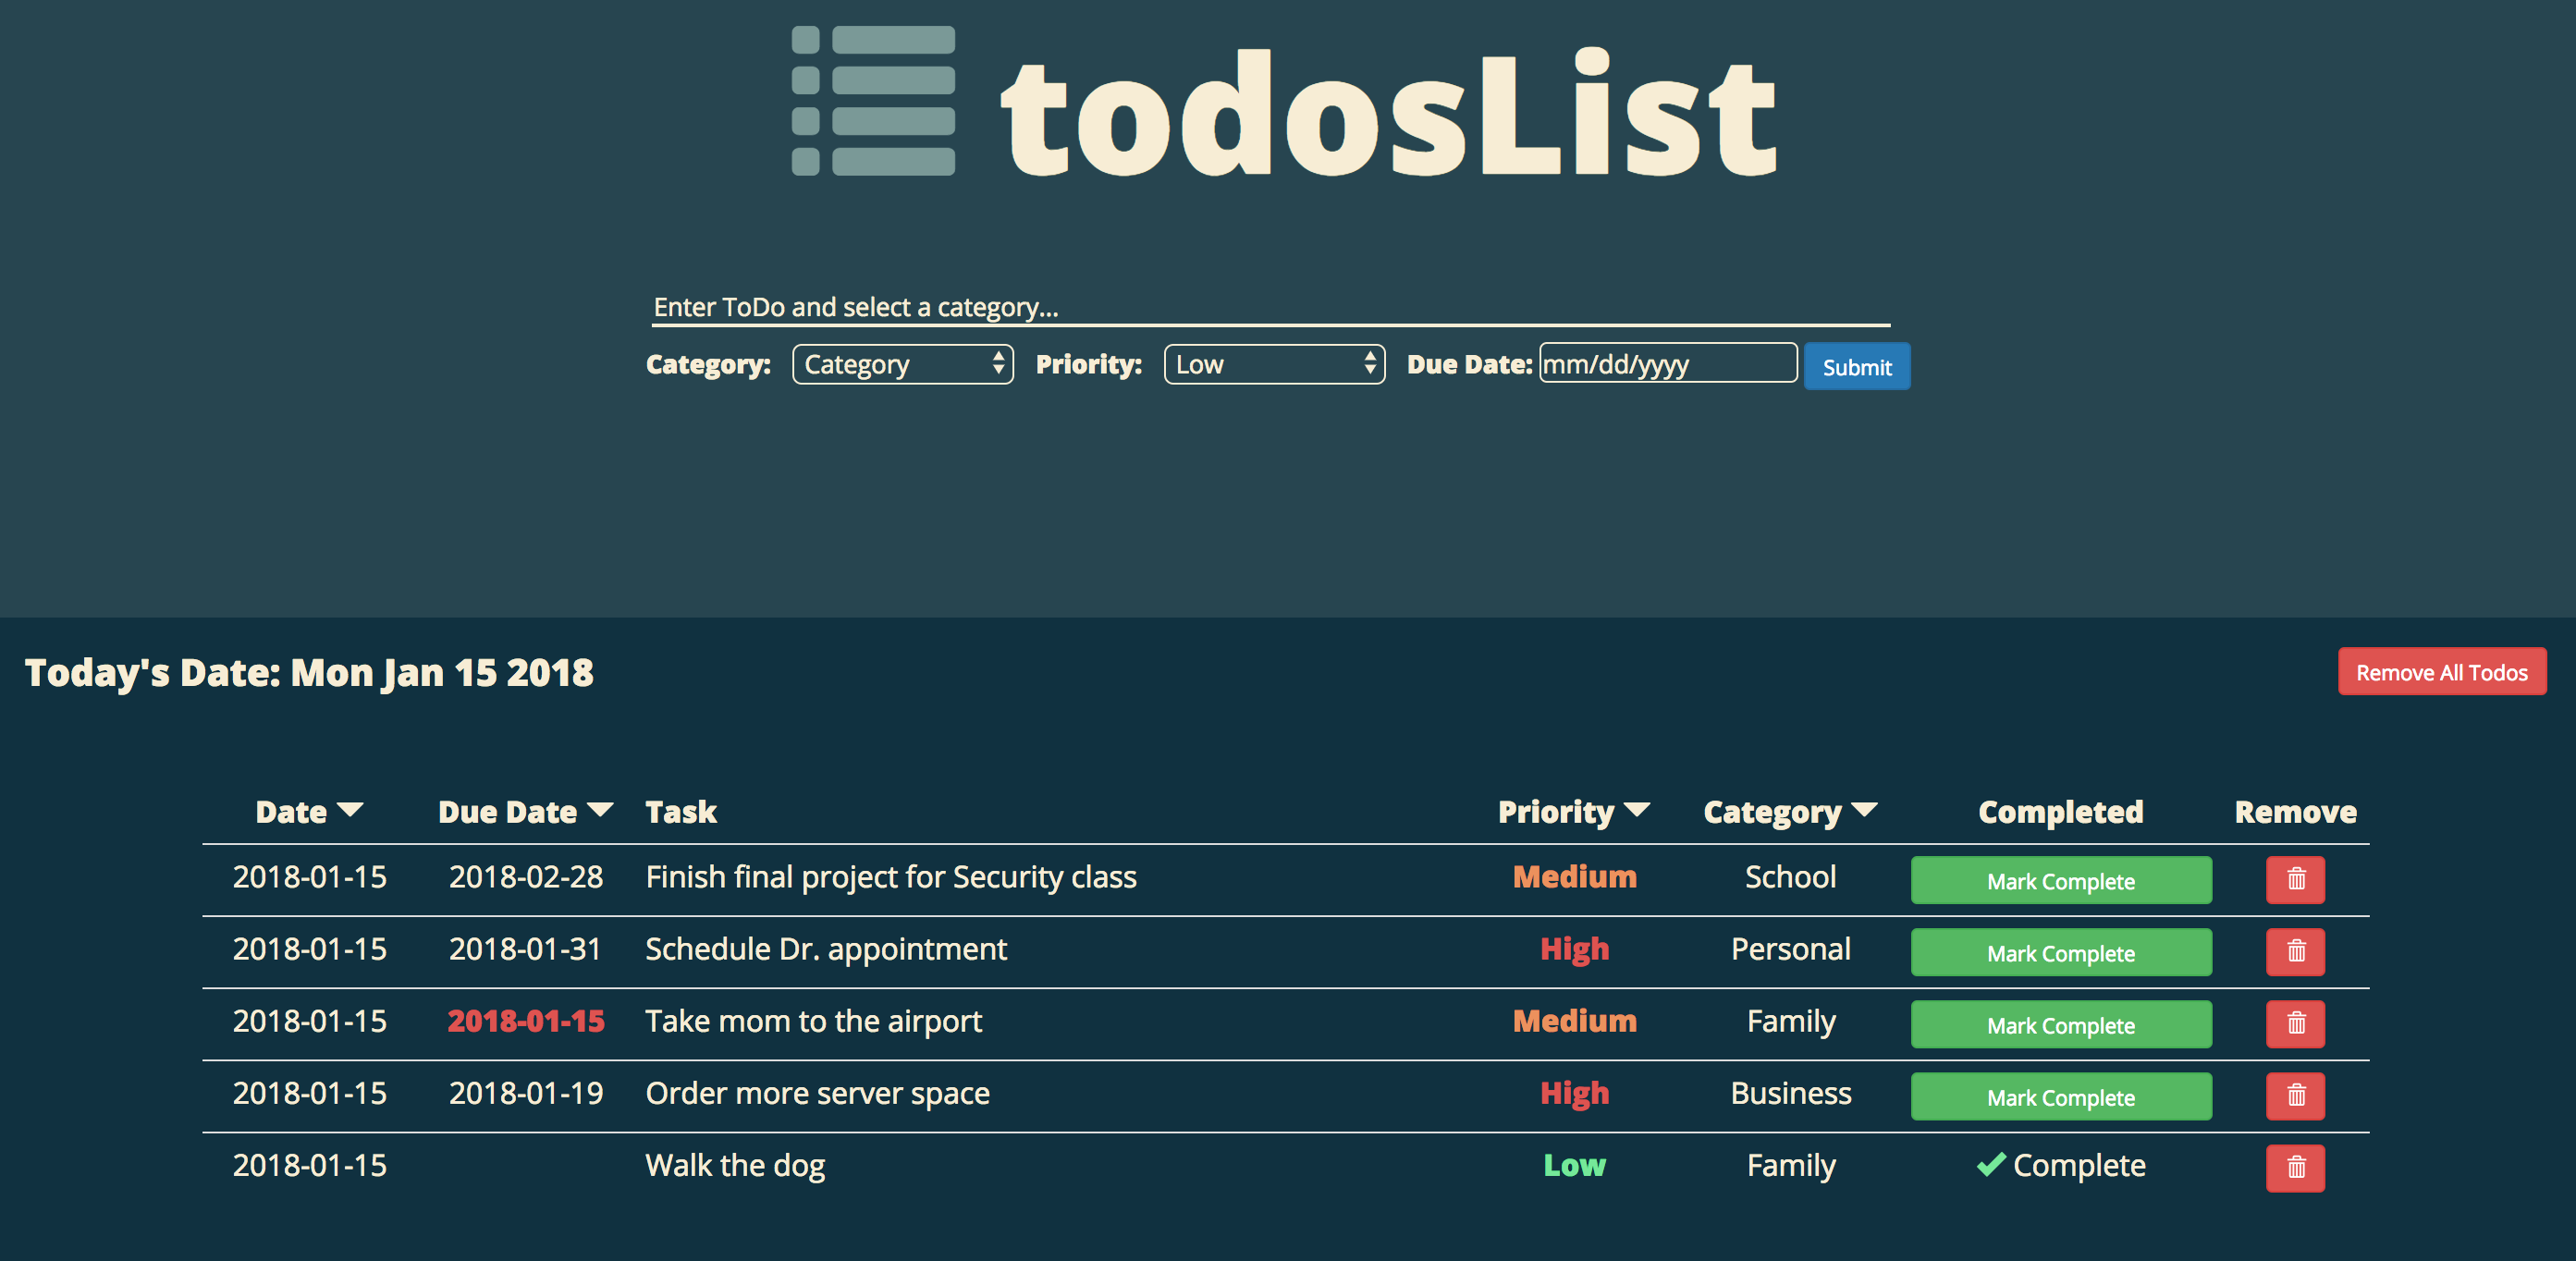 todosList
Enter ToDo and select a category...
Category: Category Priority: Low Due Date: mm/dd/yyyy Submit
Today's Date: Mon Jan 15 2018 Remove All Todos
Date Due Date Task Priority Category Completed Remove
2018-01-15 2018-02-28 Finish final project for Security class Medium School Mark Complete
2018-01-15 2018-01-31 Schedule Dr. appointment High Personal Mark Complete
2018-01-15 2018-01-15 Take mom to the airport Medium Family Mark Complete
2018-01-15 2018-01-19 Order more server space High Business Mark Complete
2018-01-15 Walk the dog Low Family Complete